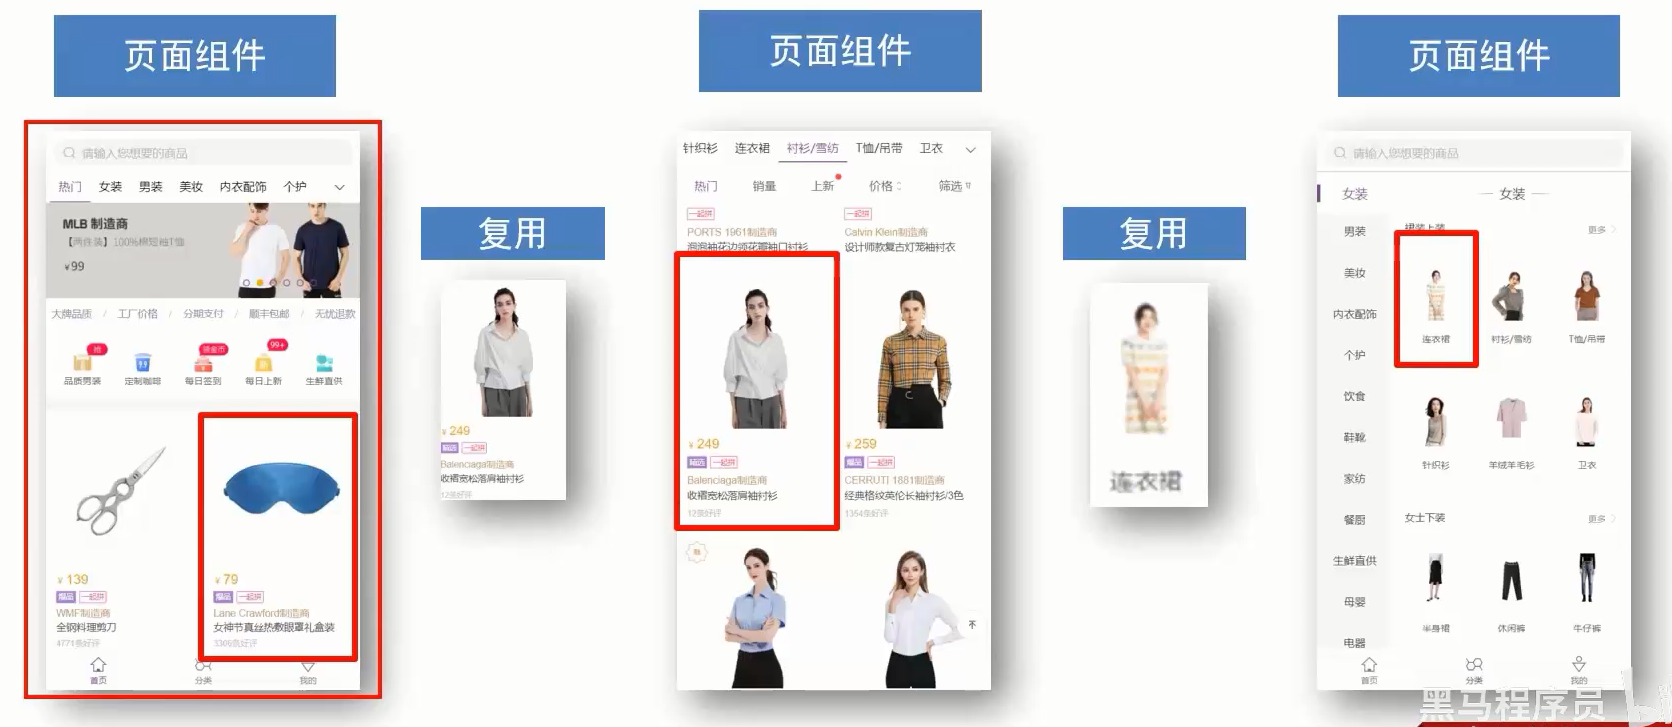 页面组件
请输入您想要的商品
热门 女装 男装 美妆 内衣配饰 个护
MLB 制造商
【两件装】100%棉短袖T恤
¥99
大牌品质 / 工厂价格 / 分期支付 / 顺丰包邮 / 无忧退款
抢 领金币 99+
品质男装 定制咖啡 每日签到 每日上新 生鲜直供
¥139
爆品 一起拼
WMF制造商
全钢料理剪刀
4771条好评
¥79
爆品 一起拼
Lane Crawford制造商
女神节真丝热敷眼罩礼盒装
3306条好评
首页 分类 我的
复用
¥249
精选 一起拼
Balenciaga制造商
收褶宽松落肩袖衬衫
12条好评
页面组件
针织衫 连衣裙 衬衫/雪纺 T恤/吊带 卫衣
热门 销量 上新 价格 筛选
一起拼
PORTS 1961制造商
泡泡袖花边领花瓣袖口衬衫
一起拼
Calvin Klein制造商
设计师款复古灯笼袖衬衣
¥249
精选 一起拼
Balenciaga制造商
收褶宽松落肩袖衬衫
12条好评
¥259
爆品 一起拼
CERRUTI 1881制造商
经典格纹英伦长袖衬衫/3色
1354条好评
复用
连衣裙
页面组件
请输入您想要的商品
女装
男装
美妆
内衣配饰
个护
饮食
鞋靴
家纺
餐厨
生鲜直供
母婴
电器
女装
裙装上装 更多
连衣裙 衬衫/雪纺 T恤/吊带
针织衫 羊绒羊毛衫 卫衣
女士下装 更多
半身裙 休闲裤 牛仔裤
首页 分类 我的
黑马程序员